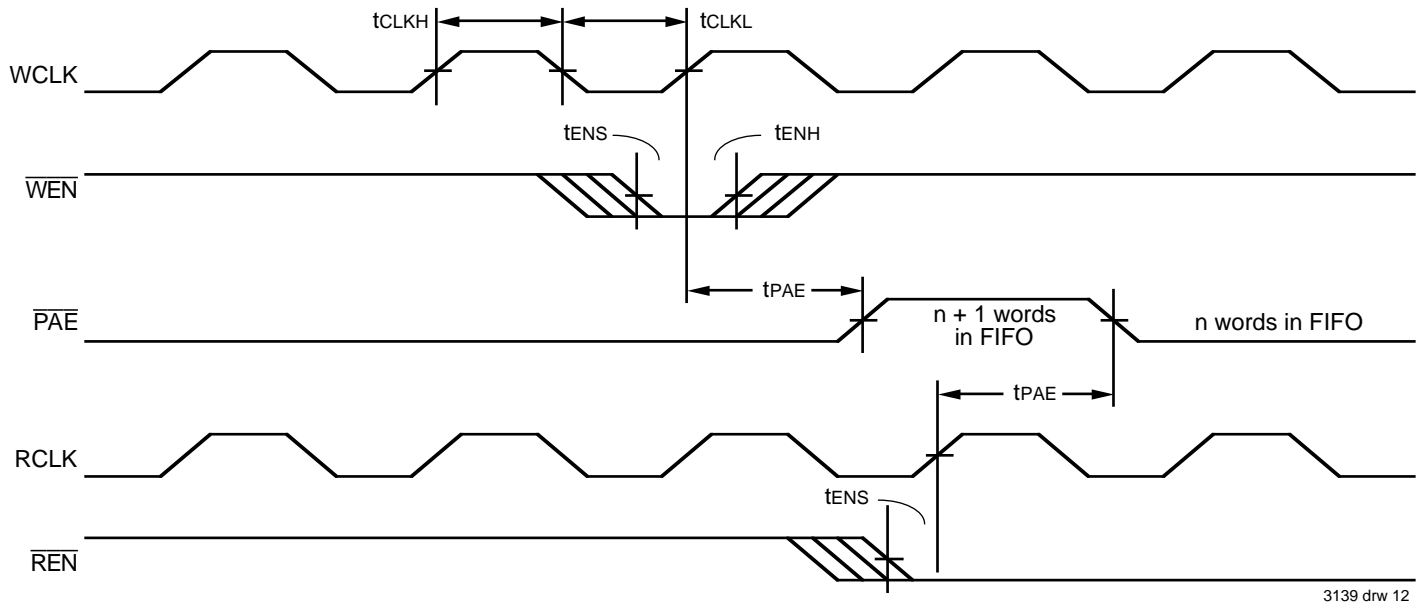 tCLKH
tCLKL
WCLK
tENS
tENH
WEN
tPAE
PAE
n + 1 words
in FIFO
n words in FIFO
tPAE
RCLK
tENS
REN
3139 drw 12